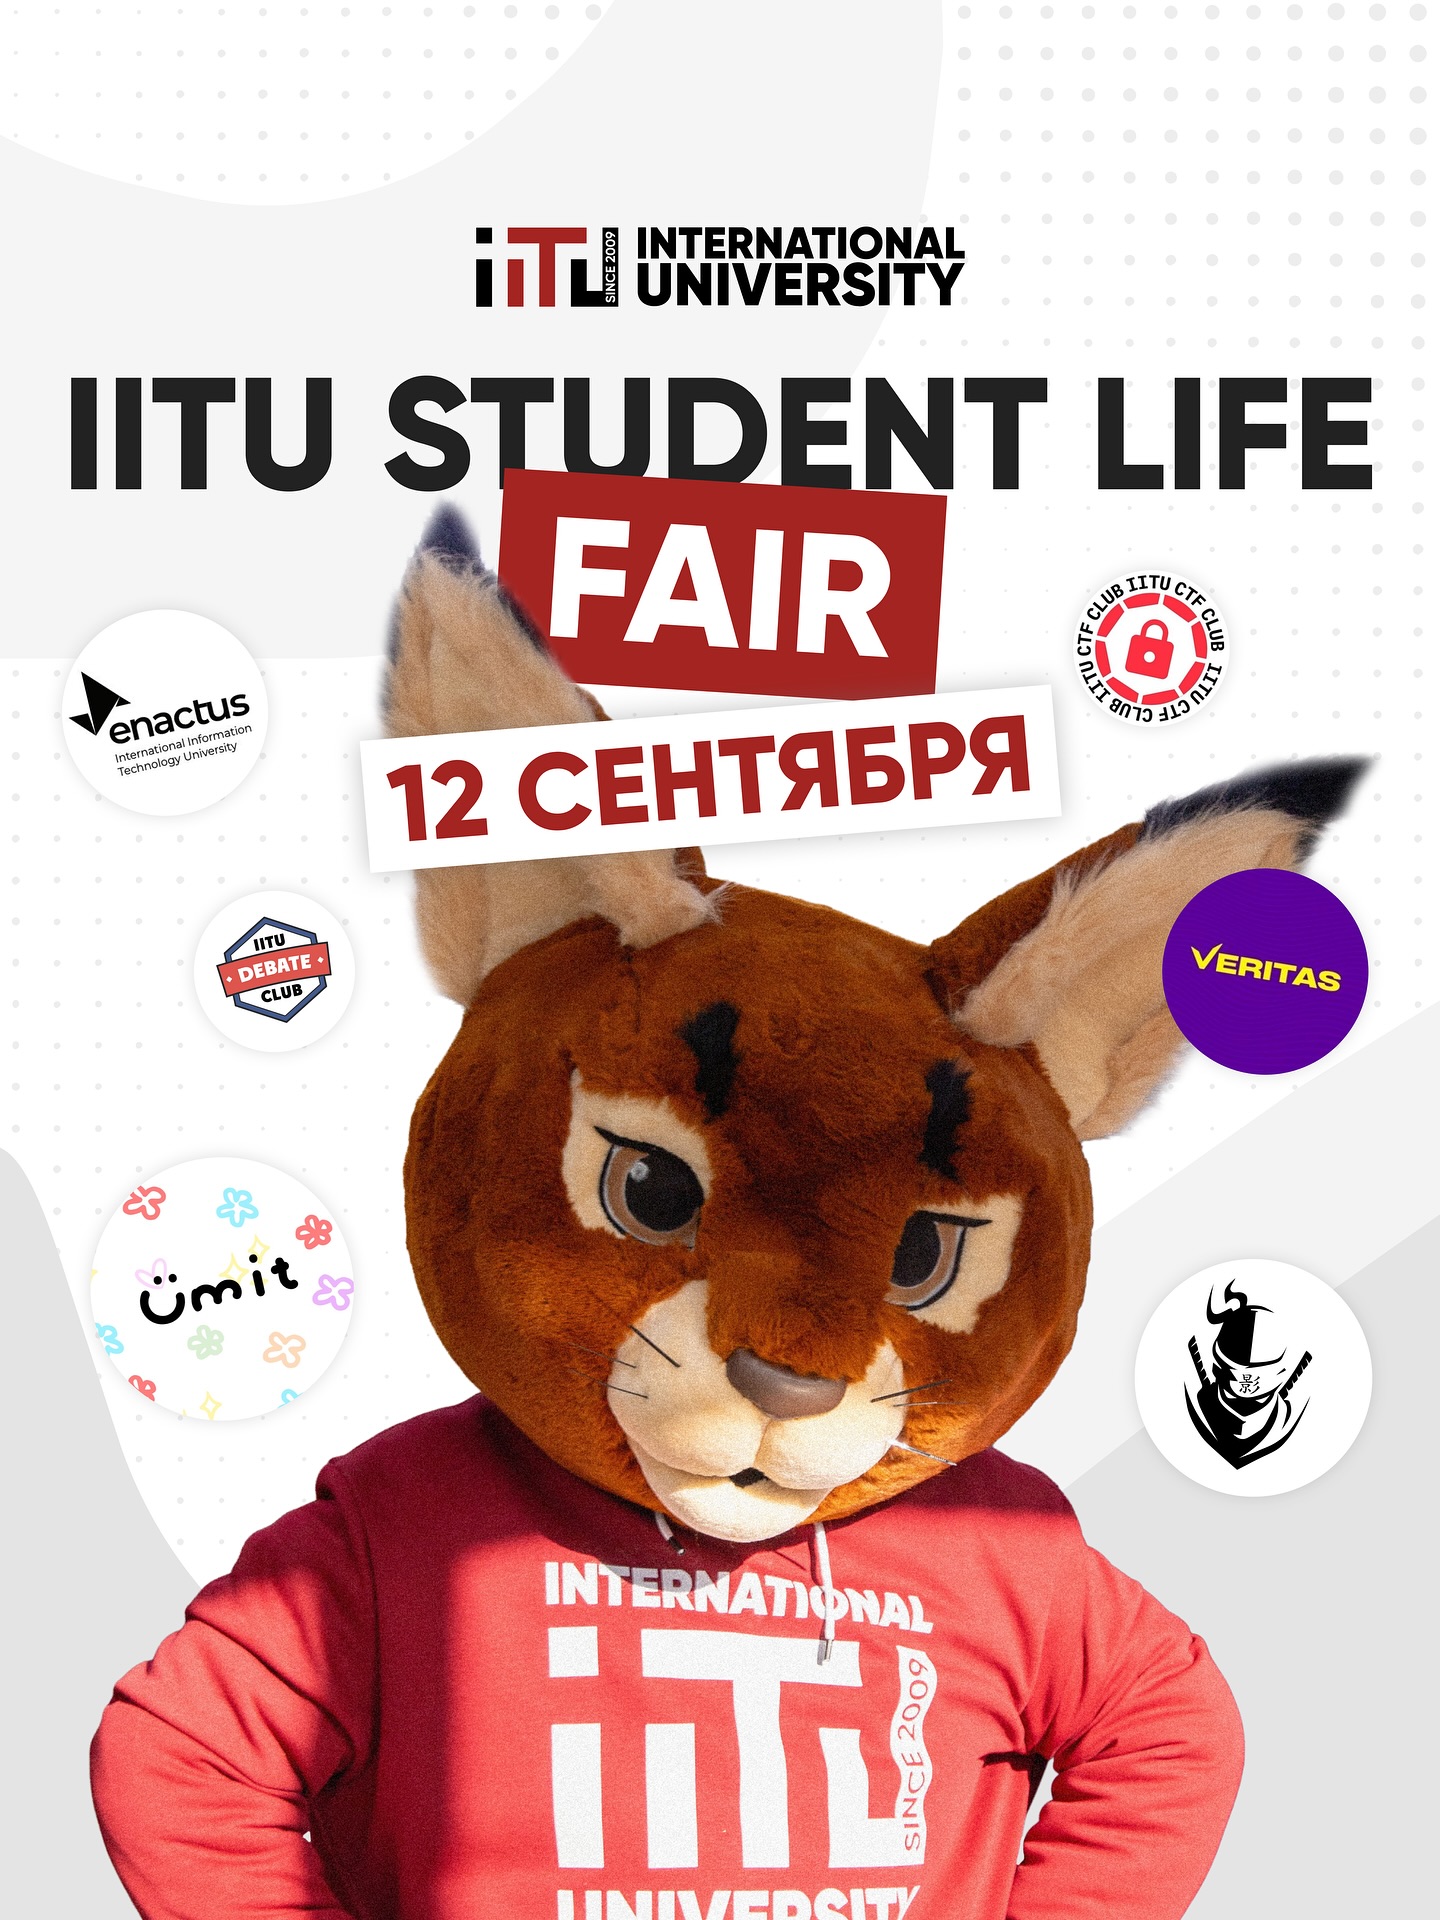 iiTU SINCE 2009 INTERNATIONAL
UNIVERSITY
IITU STUDENT LIFE
FAIR
12 СЕНТЯБРЯ
enactus
International Information
Technology University
IITU CTF CLUB IITU CTF CLUB IITU CTF CLUB
IITU
DEBATE
CLUB
VERITAS
ümit
影
INTERNATIONAL
iiTU
SINCE 2009
UNIVERSITY